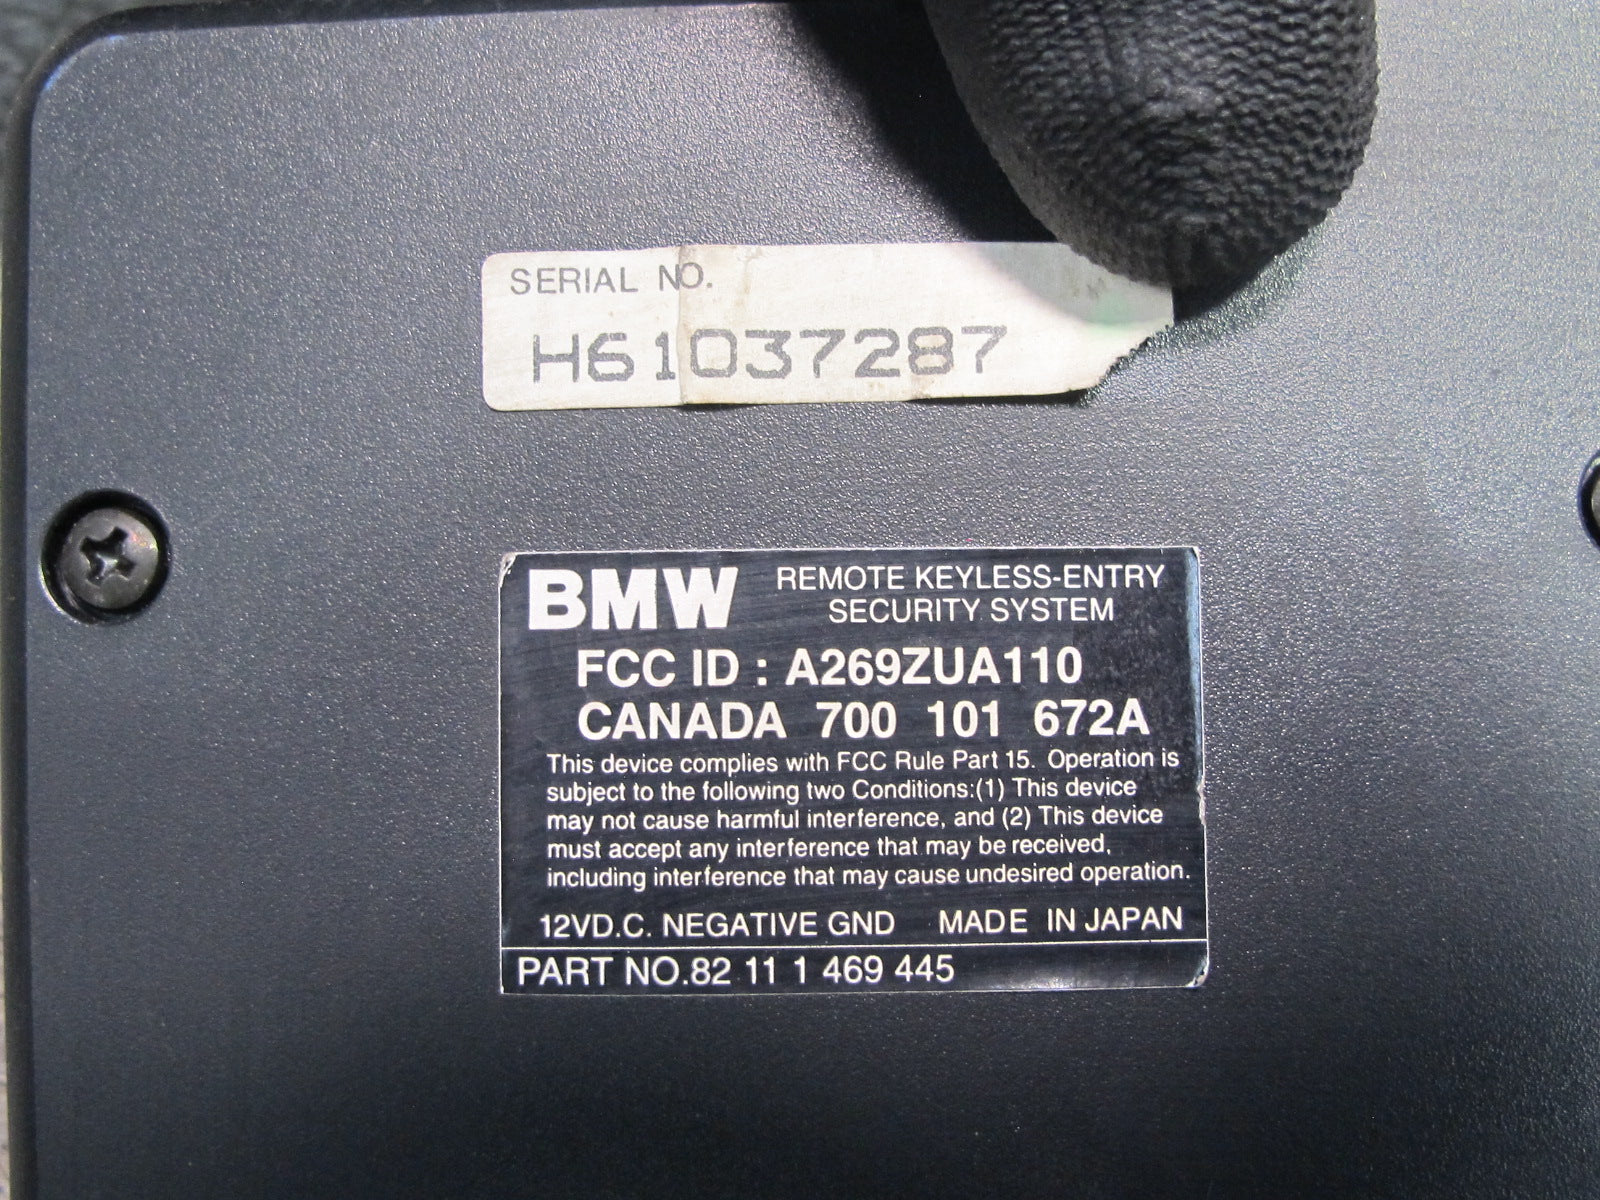 SERIAL NO.
H61037287
BMW REMOTE KEYLESS-ENTRY
SECURITY SYSTEM
FCC ID : A269ZUA110
CANADA 700 101 672A
This device complies with FCC Rule Part 15. Operation is
subject to the following two Conditions:(1) This device
may not cause harmful interference, and (2) This device
must accept any interference that may be received,
including interference that may cause undesired operation.
12VD.C. NEGATIVE GND MADE IN JAPAN
PART NO.82 11 1 469 445